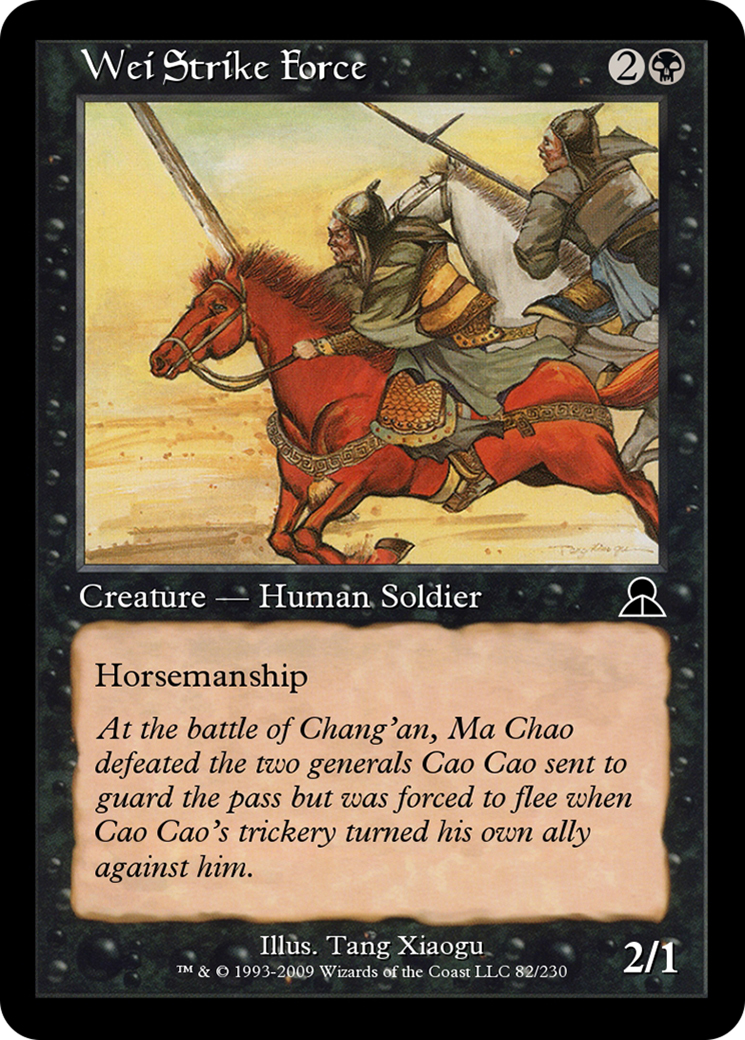 Wei Strike Force
2
Creature — Human Soldier
Horsemanship
At the battle of Chang'an, Ma Chao
defeated the two generals Cao Cao sent to
guard the pass but was forced to flee when
Cao Cao's trickery turned his own ally
against him.
Illus. Tang Xiaogu
™ & © 1993-2009 Wizards of the Coast LLC 82/230
2/1